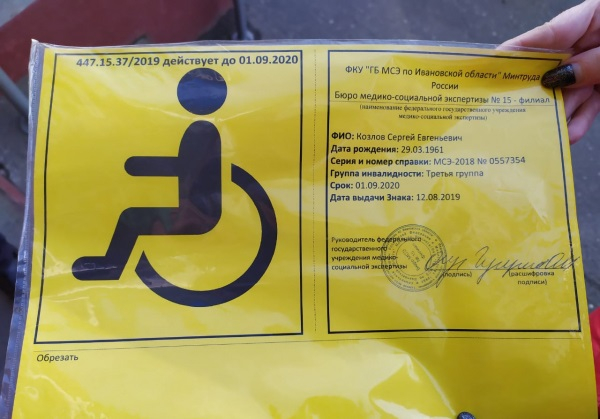 447.15.37/2019 действует до 01.09.2020
ФКУ "ГБ МСЭ по Ивановской области" Минтруда
России
Бюро медико-социальной экспертизы № 15 - филиал
(наименование федерального государственного учреждения
медико-социальной экспертизы)
ФИО: Козлов Сергей Евгеньевич
Дата рождения: 29.03.1961
Серия и номер справки: МСЭ-2018 № 0557354
Группа инвалидности: Третья группа
Срок: 01.09.2020
Дата выдачи Знака: 12.08.2019
Руководитель федерального
государственного
учреждения медико-
социальной экспертизы
(подпись)
(расшифровка
подписи)
Обрезать